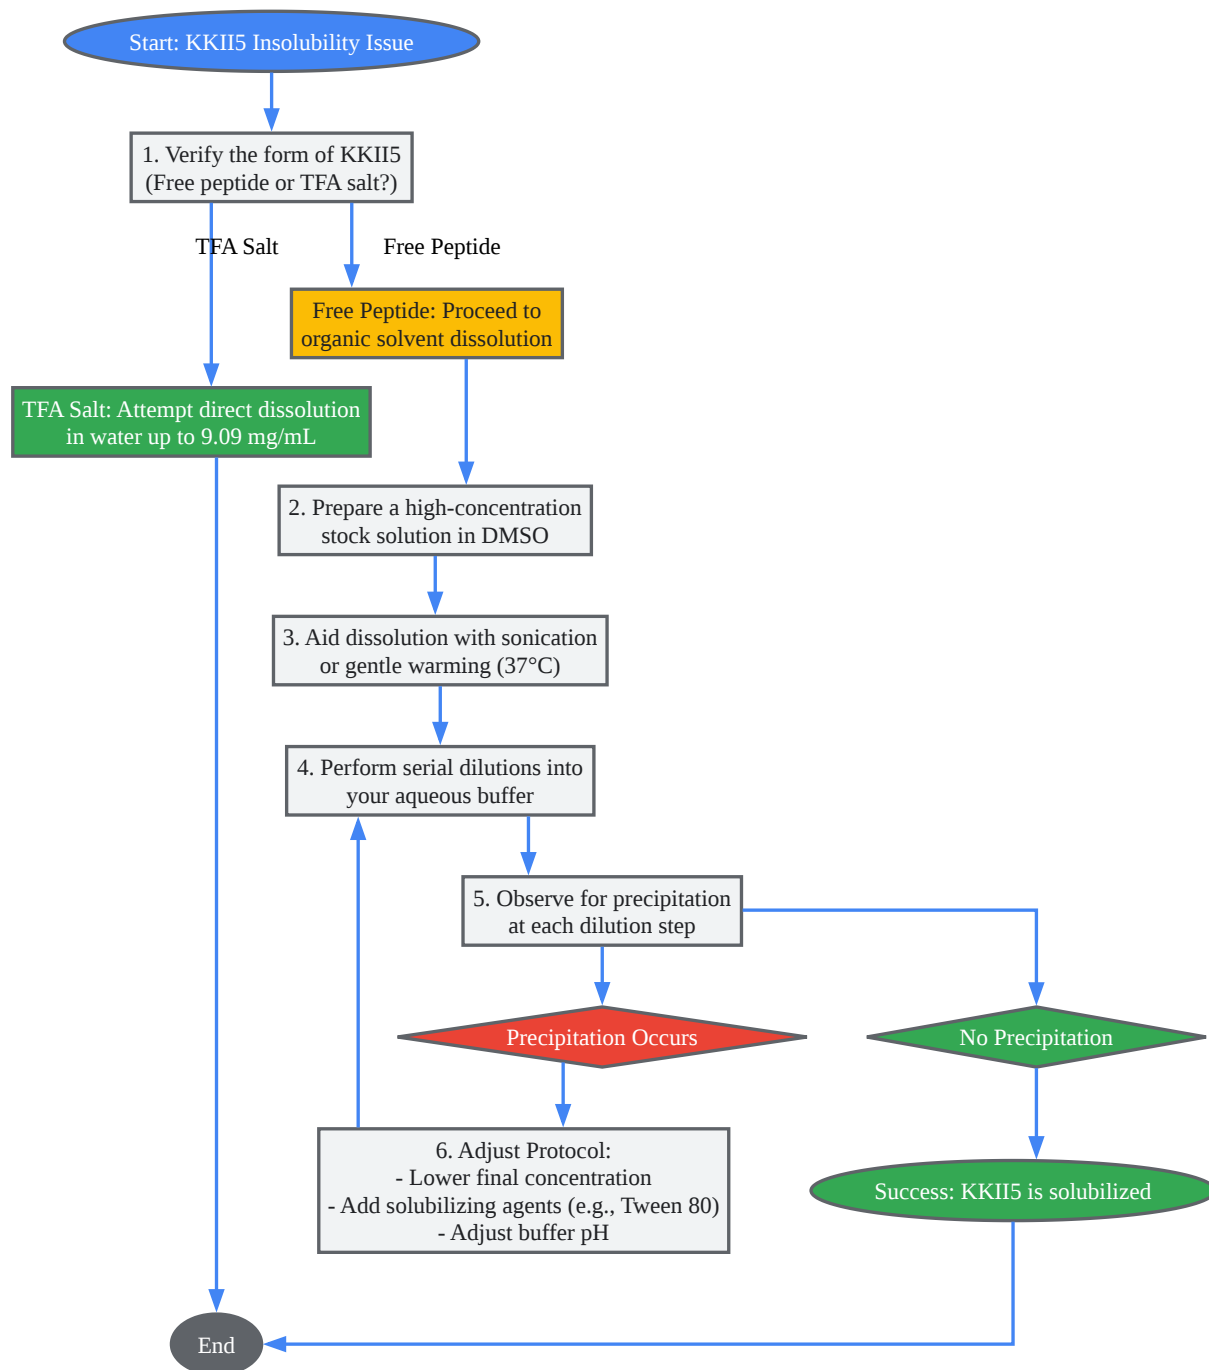 Start: KKII5 Insolubility Issue
1. Verify the form of KKII5
(Free peptide or TFA salt?)
TFA Salt
Free Peptide
Free Peptide: Proceed to
organic solvent dissolution
TFA Salt: Attempt direct dissolution
in water up to 9.09 mg/mL
2. Prepare a high-concentration
stock solution in DMSO
3. Aid dissolution with sonication
or gentle warming (37°C)
4. Perform serial dilutions into
your aqueous buffer
5. Observe for precipitation
at each dilution step
Precipitation Occurs
No Precipitation
6. Adjust Protocol:
- Lower final concentration
- Add solubilizing agents (e.g., Tween 80)
- Adjust buffer pH
Success: KKII5 is solubilized
End